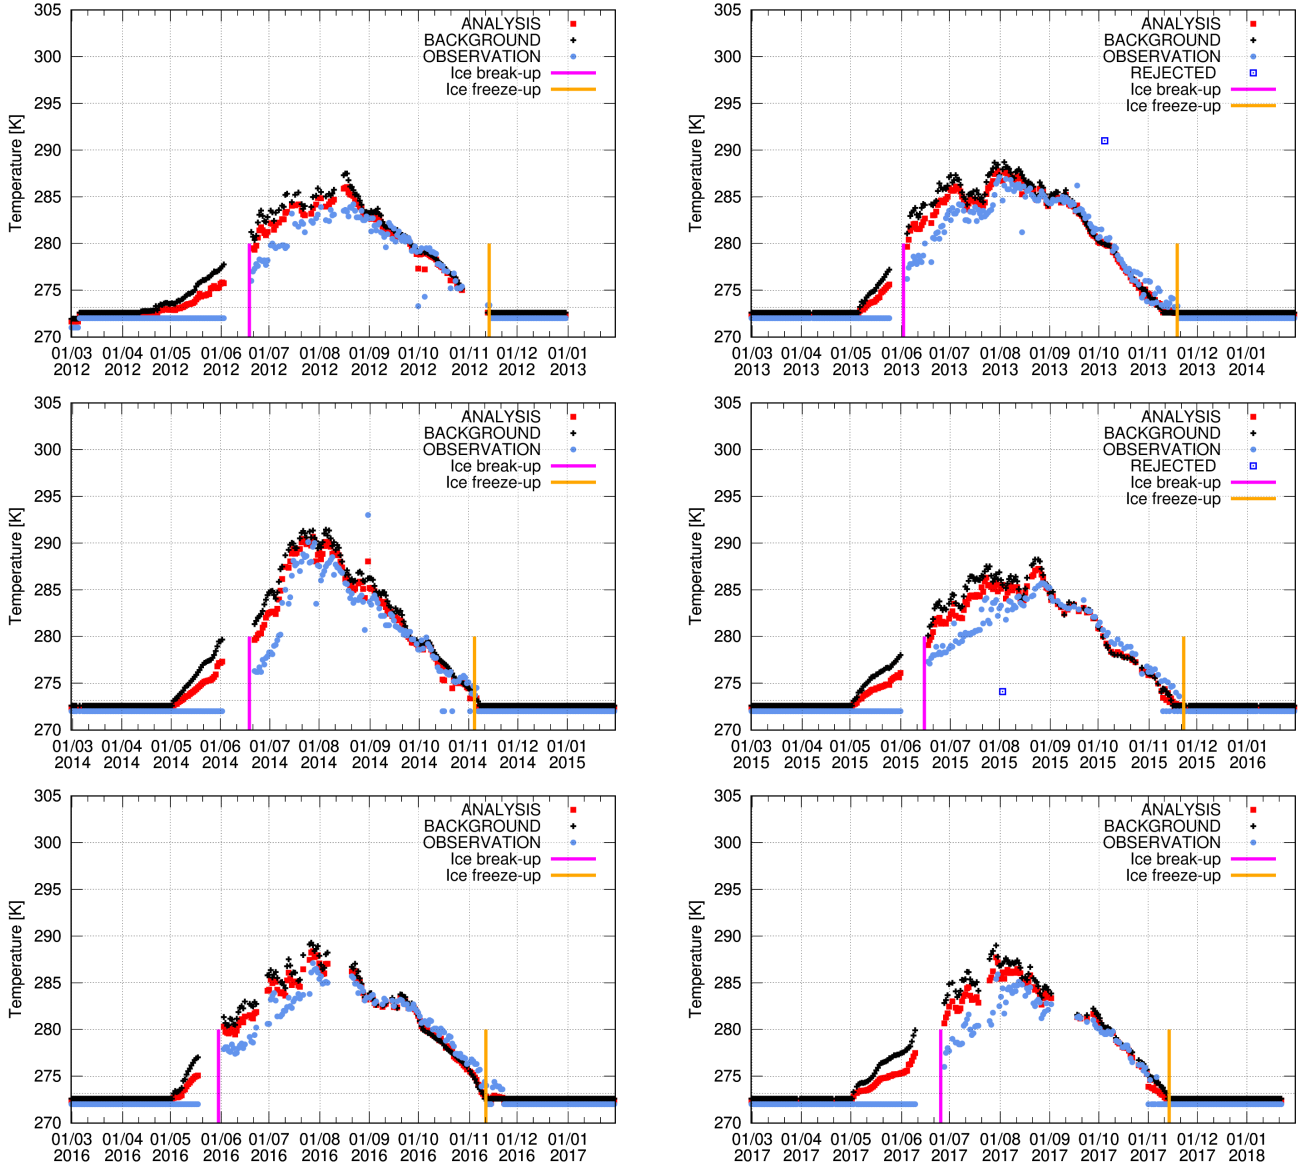 305
300
295
290
285
280
275
270
Temperature [K]
ANALYSIS
BACKGROUND
OBSERVATION
Ice break-up
Ice freeze-up
01/03 01/04 01/05 01/06 01/07 01/08 01/09 01/10 01/11 01/12 01/01
2012 2012 2012 2012 2012 2012 2012 2012 2012 2012 2013
305
300
295
290
285
280
275
270
Temperature [K]
ANALYSIS
BACKGROUND
OBSERVATION
REJECTED
Ice break-up
Ice freeze-up
01/03 01/04 01/05 01/06 01/07 01/08 01/09 01/10 01/11 01/12 01/01
2013 2013 2013 2013 2013 2013 2013 2013 2013 2013 2014
305
300
295
290
285
280
275
270
Temperature [K]
ANALYSIS
BACKGROUND
OBSERVATION
Ice break-up
Ice freeze-up
01/03 01/04 01/05 01/06 01/07 01/08 01/09 01/10 01/11 01/12 01/01
2014 2014 2014 2014 2014 2014 2014 2014 2014 2014 2015
305
300
295
290
285
280
275
270
Temperature [K]
ANALYSIS
BACKGROUND
OBSERVATION
REJECTED
Ice break-up
Ice freeze-up
01/03 01/04 01/05 01/06 01/07 01/08 01/09 01/10 01/11 01/12 01/01
2015 2015 2015 2015 2015 2015 2015 2015 2015 2015 2016
305
300
295
290
285
280
275
270
Temperature [K]
ANALYSIS
BACKGROUND
OBSERVATION
Ice break-up
Ice freeze-up
01/03 01/04 01/05 01/06 01/07 01/08 01/09 01/10 01/11 01/12 01/01
2016 2016 2016 2016 2016 2016 2016 2016 2016 2016 2017
305
300
295
290
285
280
275
270
Temperature [K]
ANALYSIS
BACKGROUND
OBSERVATION
Ice break-up
Ice freeze-up
01/03 01/04 01/05 01/06 01/07 01/08 01/09 01/10 01/11 01/12 01/01
2017 2017 2017 2017 2017 2017 2017 2017 2017 2017 2018